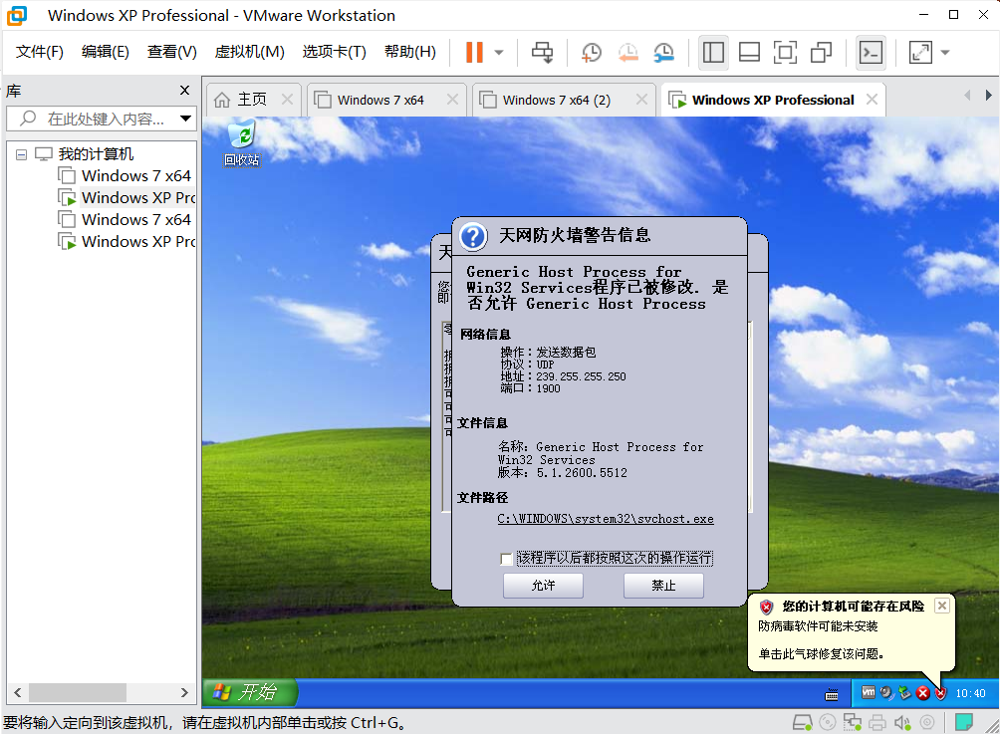 Windows XP Professional - VMware Workstation
文件(F) 编辑(E) 查看(V) 虚拟机(M) 选项卡(T) 帮助(H)
库
在此处键入内容...
我的计算机
Windows 7 x64
Windows XP Pro
Windows 7 x64
Windows XP Pro
主页 Windows 7 x64 Windows 7 x64 (2) Windows XP Professional
回收站
天
您
即
天网防火墙警告信息
Generic Host Process for
Win32 Services程序已被修改. 是
否允许 Generic Host Process
网络信息
操作：发送数据包
协议：UDP
地址：239.255.255.250
端口：1900
文件信息
名称: Generic Host Process for
Win32 Services
版本: 5.1.2600.5512
文件路径
C:\WINDOWS\system32\svchost.exe
该程序以后都按照这次的操作运行
允许 禁止
您的计算机可能存在风险
防病毒软件可能未安装
单击此气球修复该问题。
开始
vm
10:40
要将输入定向到该虚拟机，请在虚拟机内部单击或按 Ctrl+G。